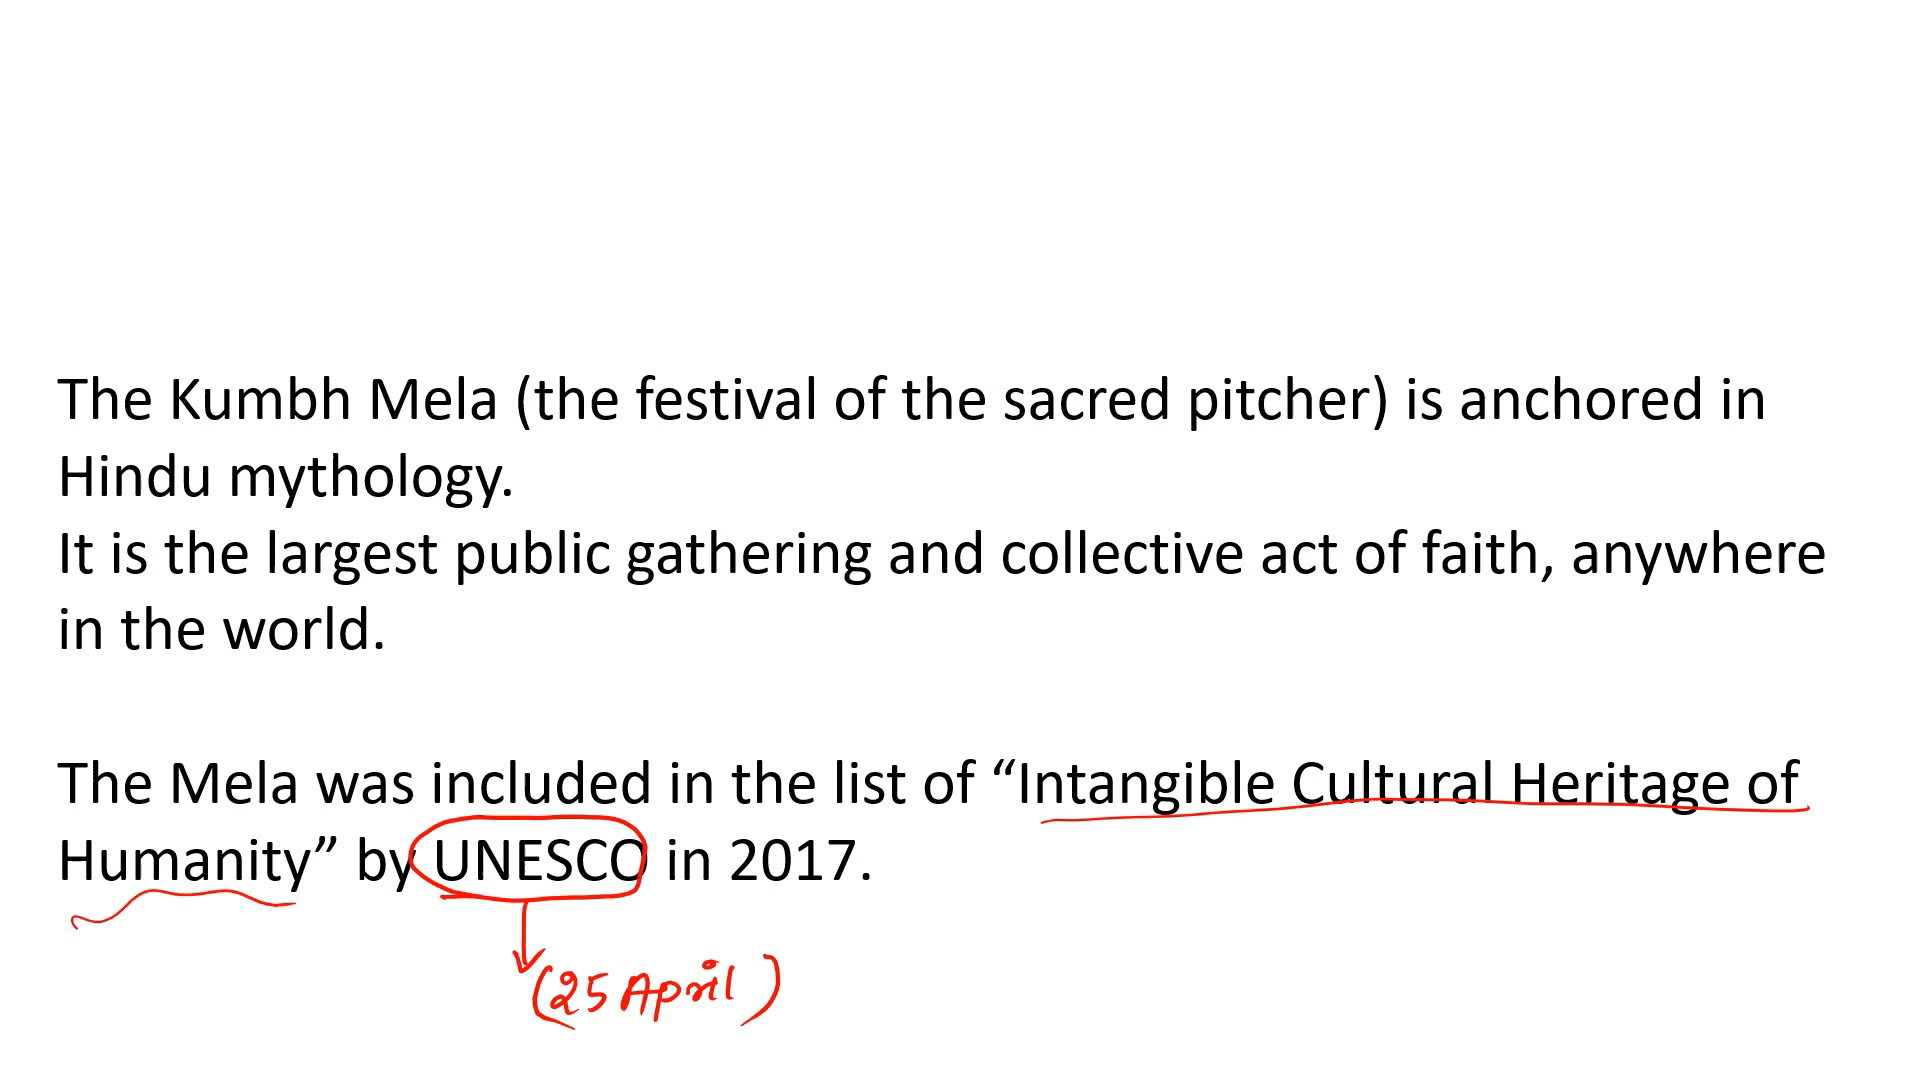 The Kumbh Mela (the festival of the sacred pitcher) is anchored in
Hindu mythology.
It is the largest public gathering and collective act of faith, anywhere
in the world.
The Mela was included in the list of “Intangible Cultural Heritage of
Humanity” by UNESCO in 2017.
(25 April)